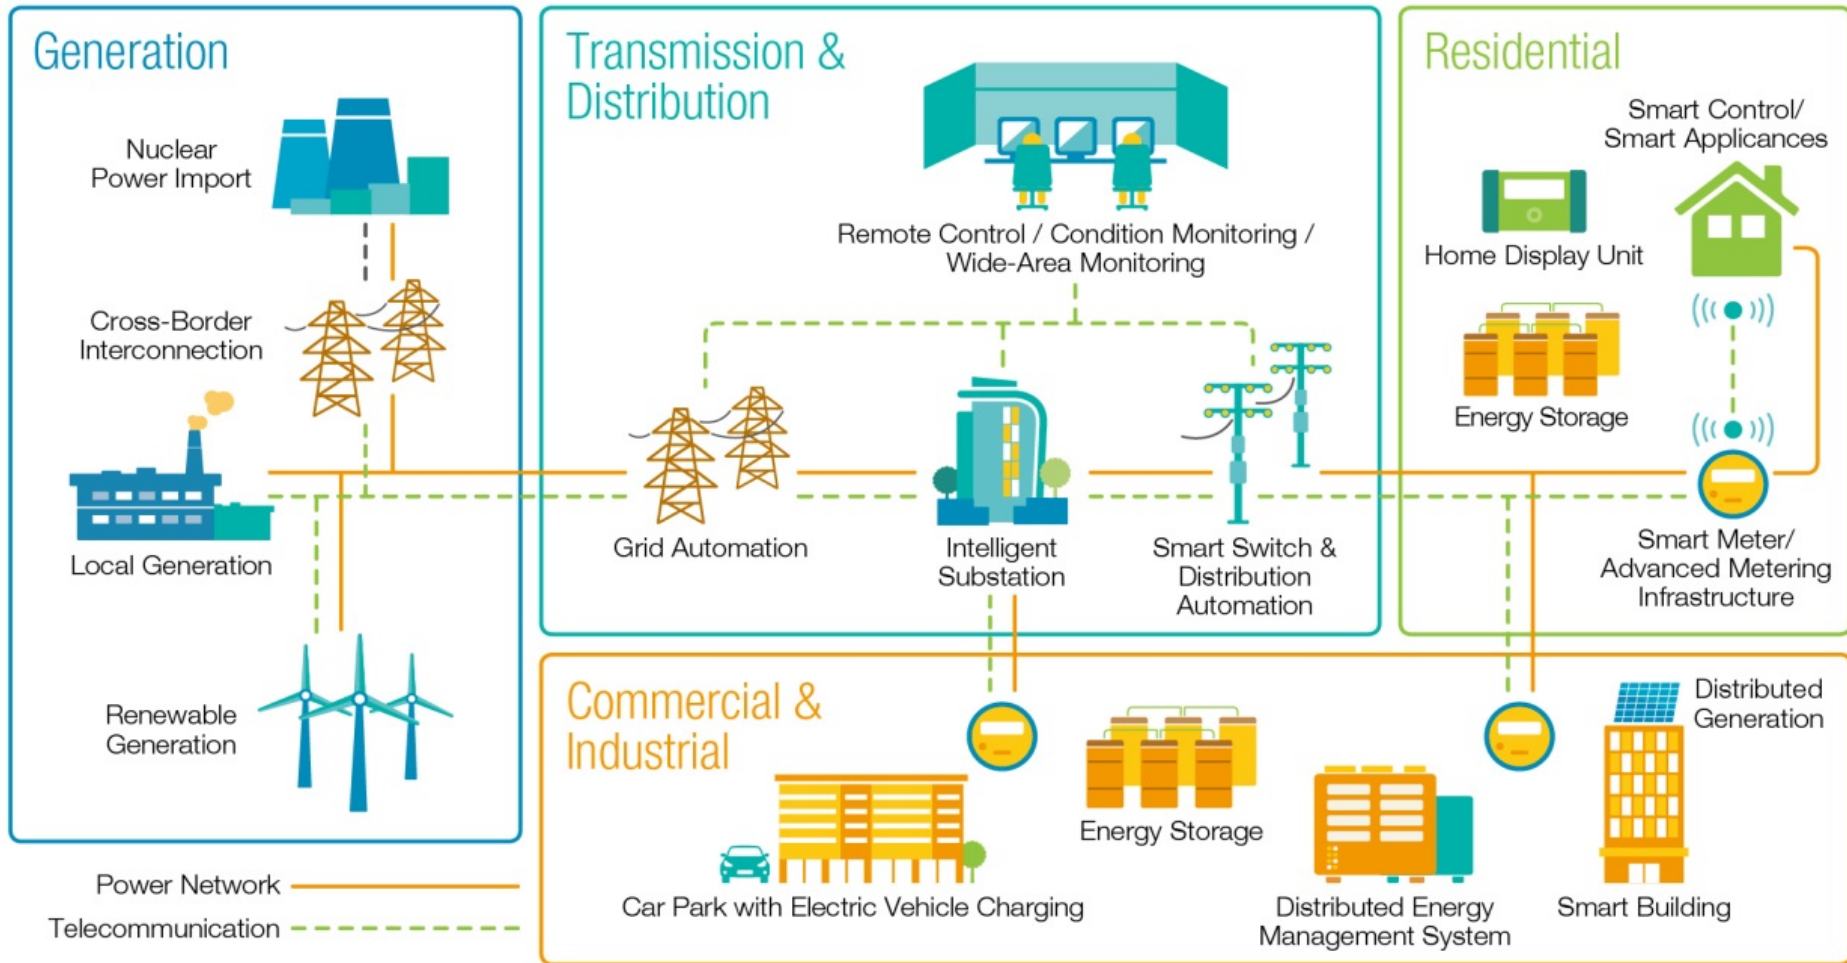 Generation
Nuclear
Power Import
Cross-Border
Interconnection
Local Generation
Renewable
Generation
Power Network
Telecommunication
Transmission &
Distribution
Remote Control / Condition Monitoring /
Wide-Area Monitoring
Grid Automation
Intelligent
Substation
Smart Switch &
Distribution
Automation
Residential
Smart Control/
Smart Applicances
Home Display Unit
Energy Storage
Smart Meter/
Advanced Metering
Infrastructure
Commercial &
Industrial
Car Park with Electric Vehicle Charging
Energy Storage
Distributed Energy
Management System
Distributed
Generation
Smart Building